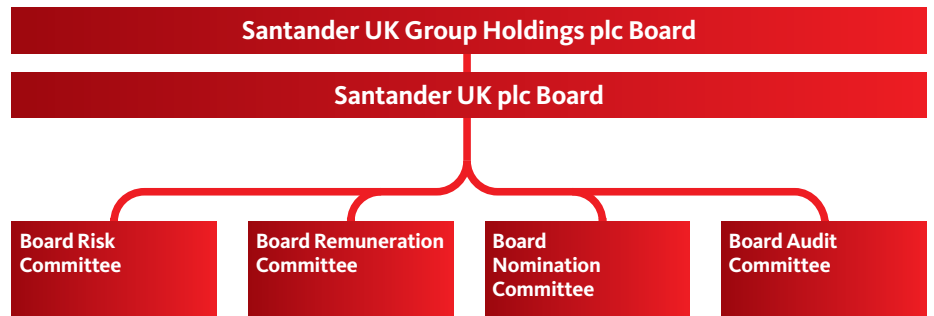 Santander UK Group Holdings plc Board
Santander UK plc Board
Board Risk
Committee
Board Remuneration
Committee
Board
Nomination
Committee
Board Audit
Committee